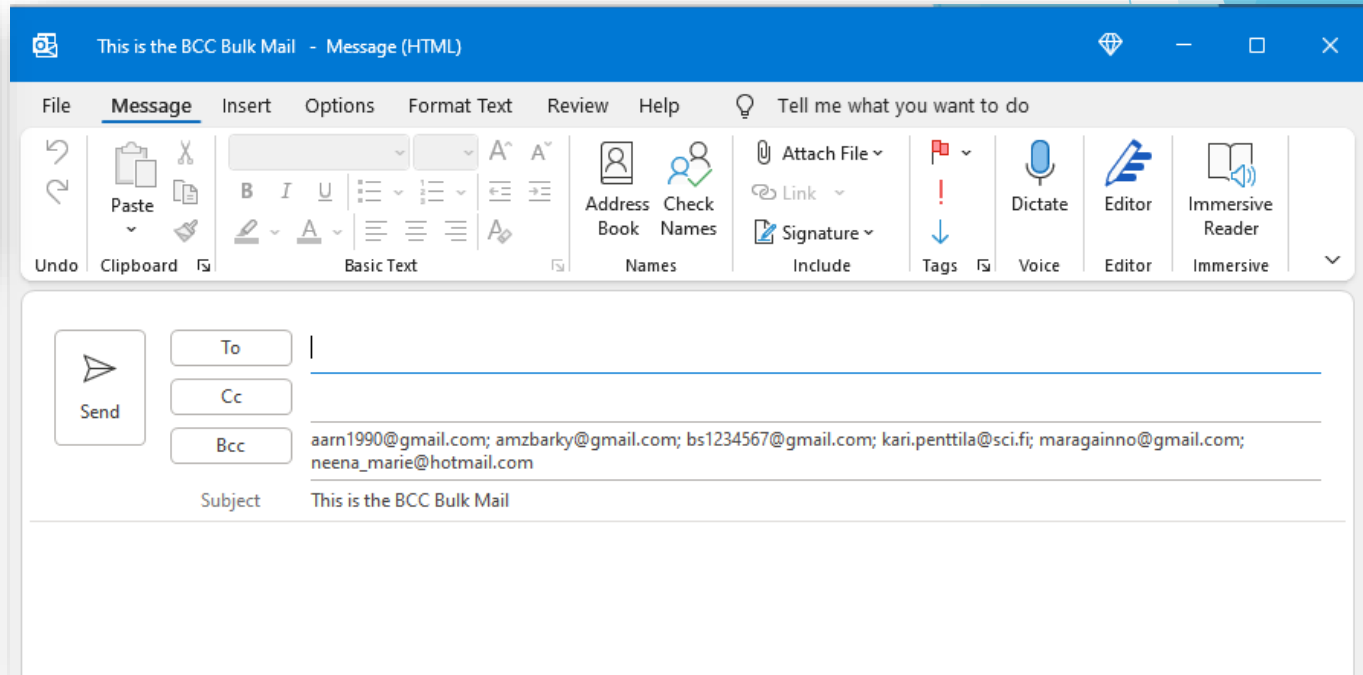 This is the BCC Bulk Mail - Message (HTML)
File Message Insert Options Format Text Review Help Tell me what you want to do
Paste
B I U
A A
A
Address Book
Check Names
Attach File
Link
Signature
Dictate
Editor
Immersive Reader
Undo Clipboard Basic Text Names Include Tags Voice Editor Immersive
Send
To
Cc
Bcc aarn1990@gmail.com; amzbarky@gmail.com; bs1234567@gmail.com; kari.penttila@sci.fi; maragainno@gmail.com;
neena_marie@hotmail.com
Subject This is the BCC Bulk Mail